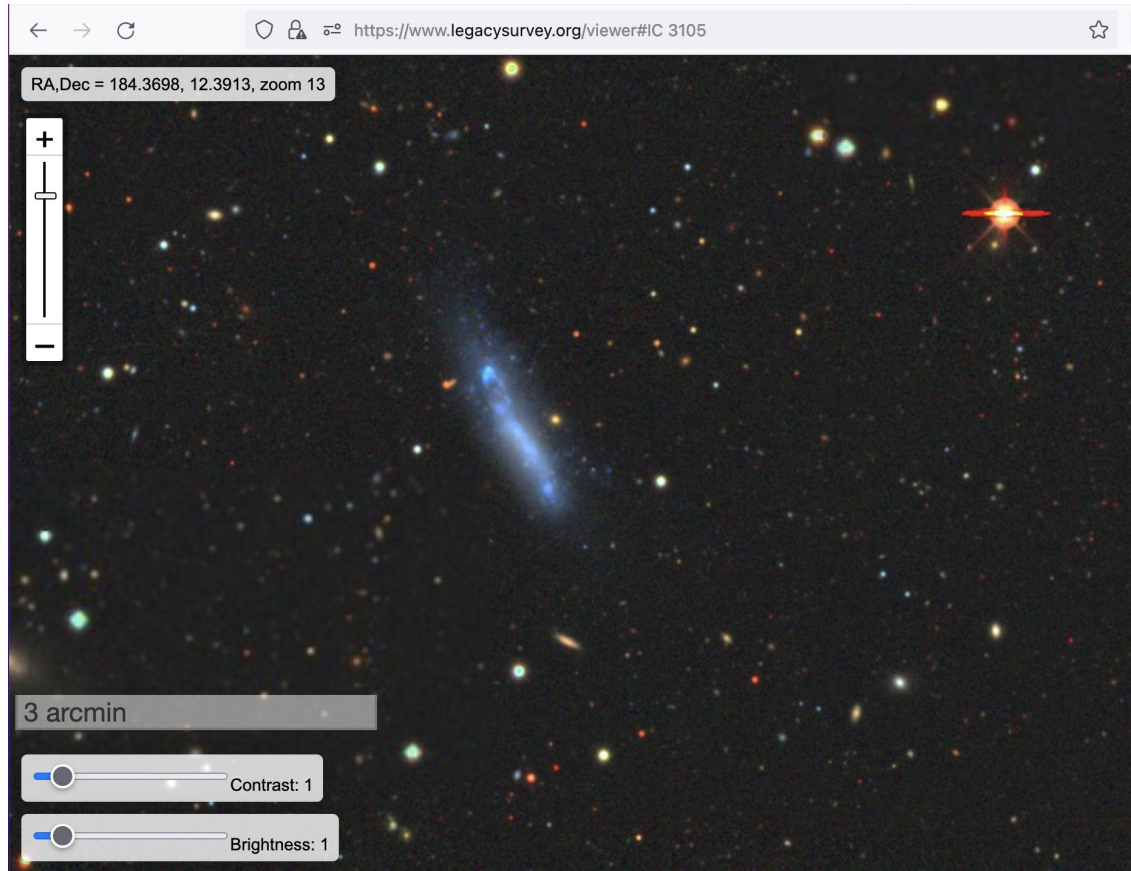 https://www.legacysurvey.org/viewer#IC 3105
RA,Dec = 184.3698, 12.3913, zoom 13
+
−
3 arcmin
Contrast: 1
Brightness: 1